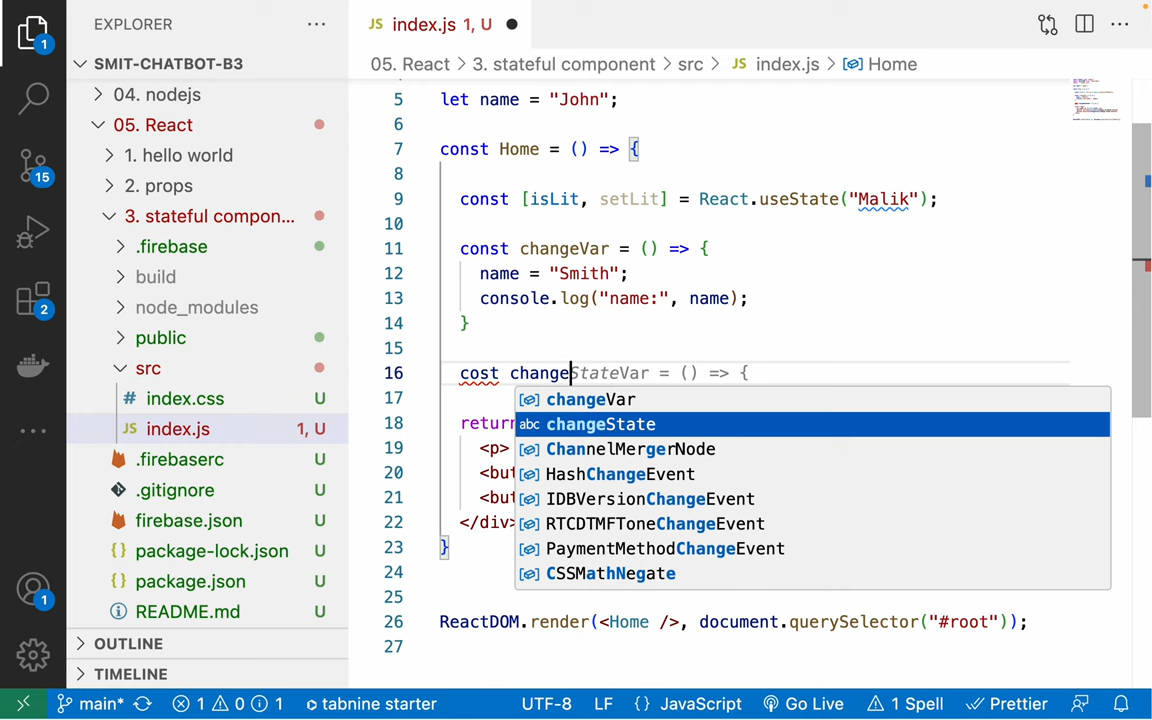 EXPLORER
JS index.js 1, U
SMIT-CHATBOT-B3
05. React > 3. stateful component > src > JS index.js > Home
04. nodejs
05. React
1. hello world
2. props
3. stateful compon...
.firebase
build
node_modules
public
src
# index.css U
JS index.js 1, U
.firebaserc U
.gitignore U
firebase.json U
{} package-lock.json U
{} package.json U
README.md U
OUTLINE
TIMELINE
1
15
2
1
5 let name = "John";
6
7 const Home = () => {
8
9 const [isLit, setLit] = React.useState("Malik");
10
11 const changeVar = () => {
12 name = "Smith";
13 console.log("name:", name);
14 }
15
16 cost changeStateVar = () => {
17
18 return
19 <p>
20 <but
21 <but
22 </div>
23 }
24
25
26 ReactDOM.render(<Home />, document.querySelector("#root"));
27
changeVar
abc changeState
ChannelMergerNode
HashChangeEvent
IDBVersionChangeEvent
RTCDTMFToneChangeEvent
PaymentMethodChangeEvent
CSSMathNegate
main* 1 0 1 tabnine starter UTF-8 LF {} JavaScript Go Live 1 Spell Prettier